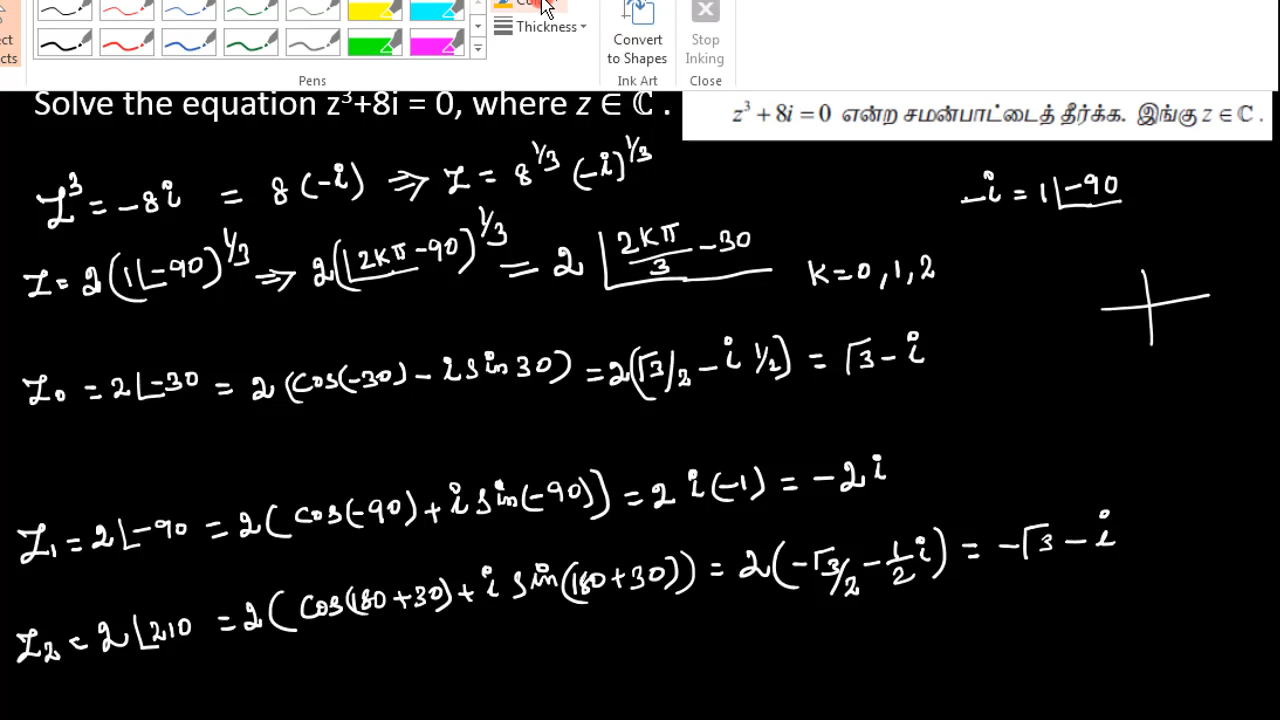 Thickness
Convert to Shapes
Stop Inking
Pens
Ink Art
Close
Solve the equation z³+8i = 0, where z ∈ ℂ .
z³ + 8i = 0 என்ற சமன்பாட்டைத் தீர்க்க. இங்கு z ∈ ℂ .
Z³ = -8i = 8 (-i) => Z = 8^1/3 (-i)^1/3
-i = 1∠-90
Z = 2(1∠-90)^1/3 => 2(∠2Kπ -90)^1/3 = 2 ∠2Kπ/3 -30 K=0,1,2
Z₀ = 2∠-30 = 2 (cos(-30) - i sin 30) = 2(√3/2 - i 1/2) = √3 - i
Z₁ = 2∠-90 = 2( cos(-90) + i sin(-90)) = 2 i(-1) = -2i
Z₂ = 2∠210 = 2( cos(180+30) + i sin(180+30)) = 2(-√3/2 - 1/2 i) = -√3 - i